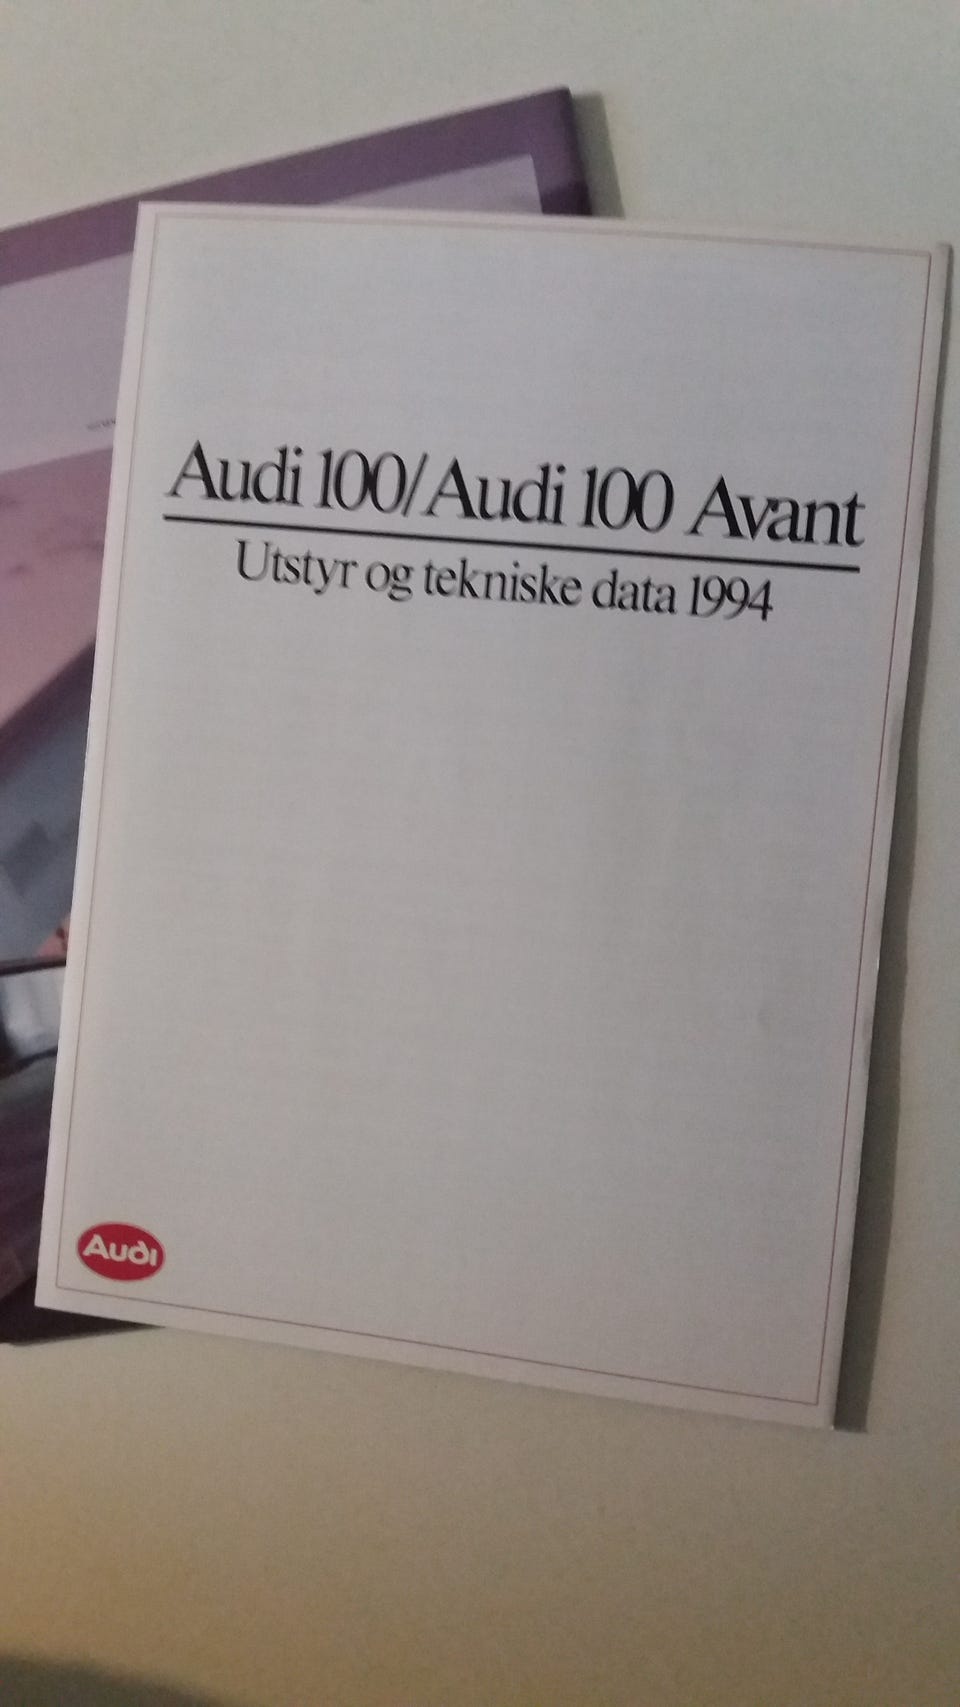 Audi 100/Audi 100 Avant
Utstyr og tekniske data 1994
Audi